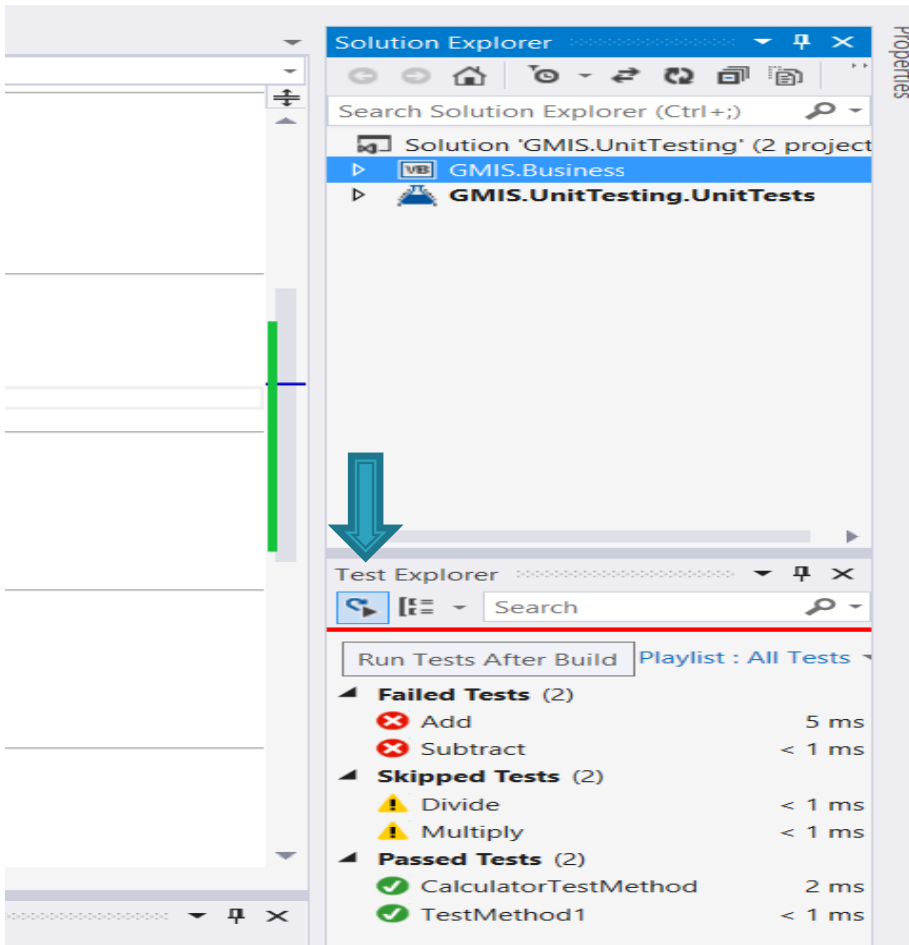 Solution Explorer
Properties
Search Solution Explorer (Ctrl+;)
Solution 'GMIS.UnitTesting' (2 project
VB GMIS.Business
GMIS.UnitTesting.UnitTests
Test Explorer
Search
Run Tests After Build Playlist : All Tests
Failed Tests (2)
Add 5 ms
Subtract < 1 ms
Skipped Tests (2)
Divide < 1 ms
Multiply < 1 ms
Passed Tests (2)
CalculatorTestMethod 2 ms
TestMethod1 < 1 ms